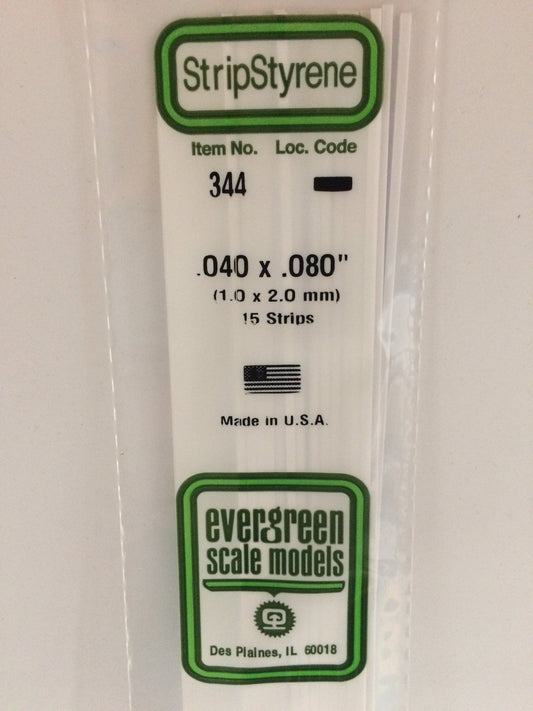 StripStyrene
Item No. Loc. Code
344
.040 x .080"
(1.0 x 2.0 mm)
15 Strips
Made in U.S.A.
evergreen
scale models
Des Plaines, IL 60018